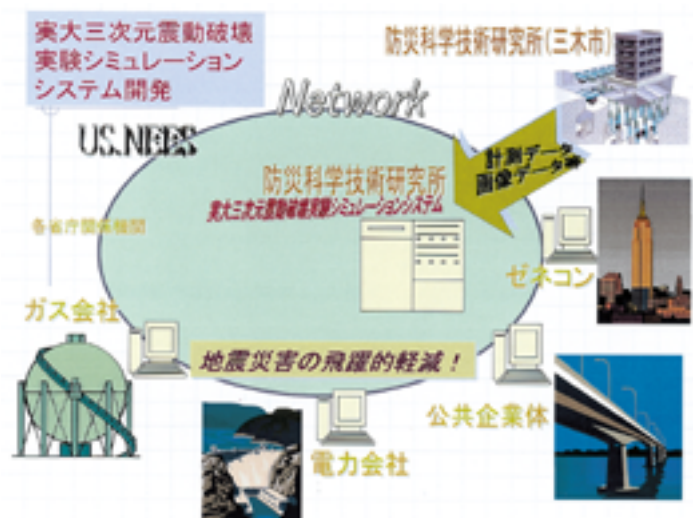 実大三次元震動破壊
実験シミュレーション
システム開発
防災科学技術研究所(三木市)
Network
US.NEES
計測データ
画像データ等
防災科学技術研究所
実大三次元震動破壊実験シミュレーションシステム
各省庁関係機関
ゼネコン
ガス会社
地震災害の飛躍的軽減！
公共企業体
電力会社